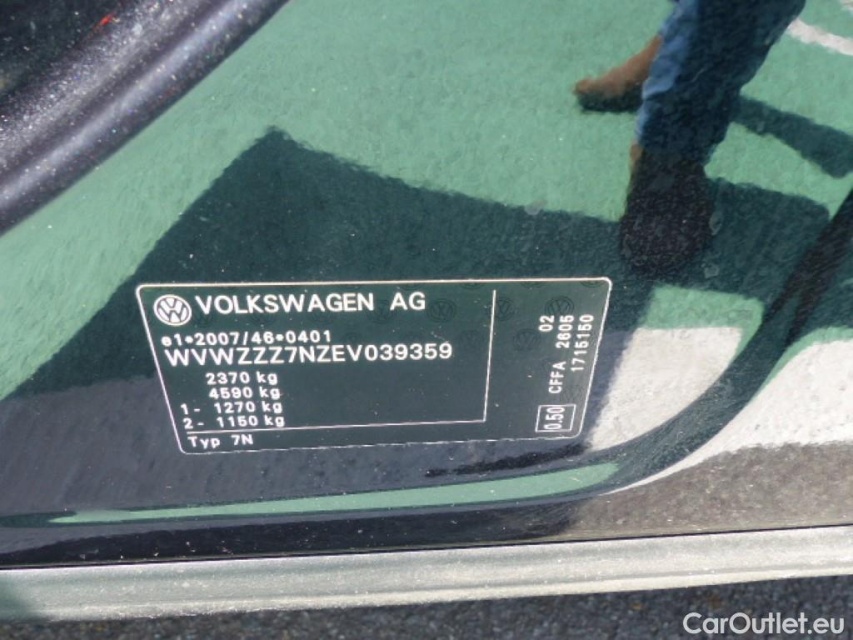 VOLKSWAGEN AG
e1*2007/46*0401
WVWZZZ7NZEV039359
2370 kg
4590 kg
1- 1270 kg
2- 1150 kg
Typ 7N
02
CFFA 2605
1715150
0.50
CarOutlet.eu